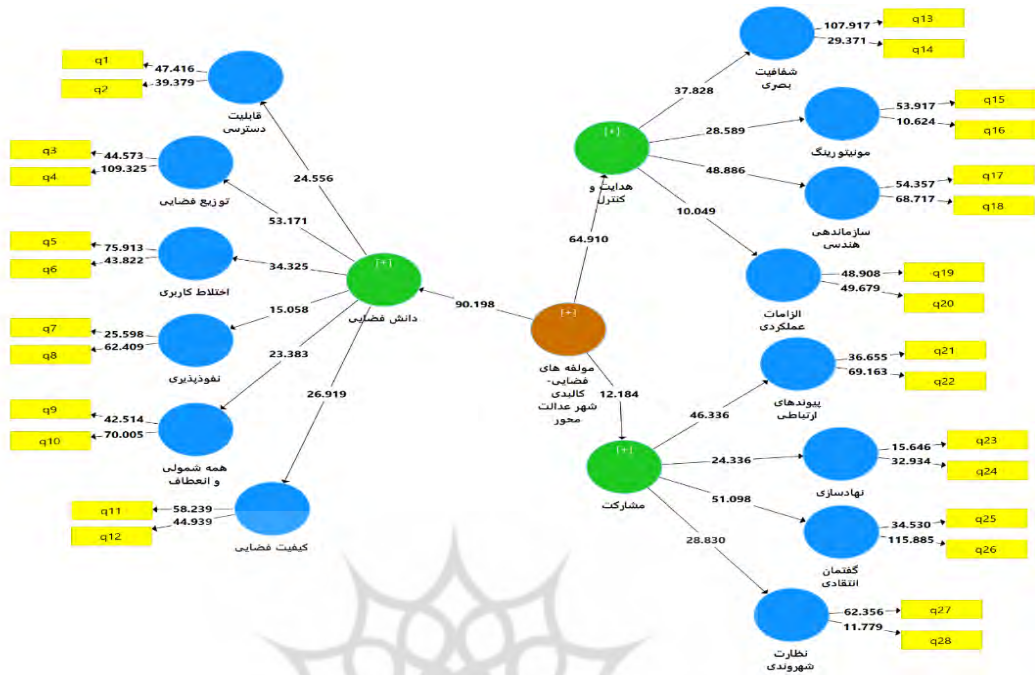 q1
47.416
q2
39.379
قابلیت
دسترسی
24.556
q3
44.573
q4
109.325
توزیع فضایی
53.171
q5
75.913
q6
43.822
اختلاط کاربری
34.325
q7
25.598
q8
62.409
نفوذپذیری
15.058
q9
42.514
q10
70.005
همه شمولی
و انعطاف
23.383
q11
58.239
q12
44.939
کیفیت فضایی
26.919
[+]
دانش فضایی
90.198
[+]
مولفه های
فضایی-
کالبدی
شهر عدالت
محور
64.910
12.184
[+]
هدایت و
کنترل
37.828
28.589
48.886
10.049
107.917
q13
29.371
q14
شفافیت
بصری
53.917
q15
10.624
q16
مونیتورینگ
54.357
q17
68.717
q18
سازماندهی
هندسی
48.908
q19
49.679
q20
الزامات
عملکردی
[+]
مشارکت
46.336
24.336
51.098
28.830
36.655
q21
69.163
q22
پیوندهای
ارتباطی
15.646
q23
32.934
q24
نهادسازی
34.530
q25
115.885
q26
گفتمان
انتقادی
62.356
q27
11.779
q28
نظارت
شهروندی